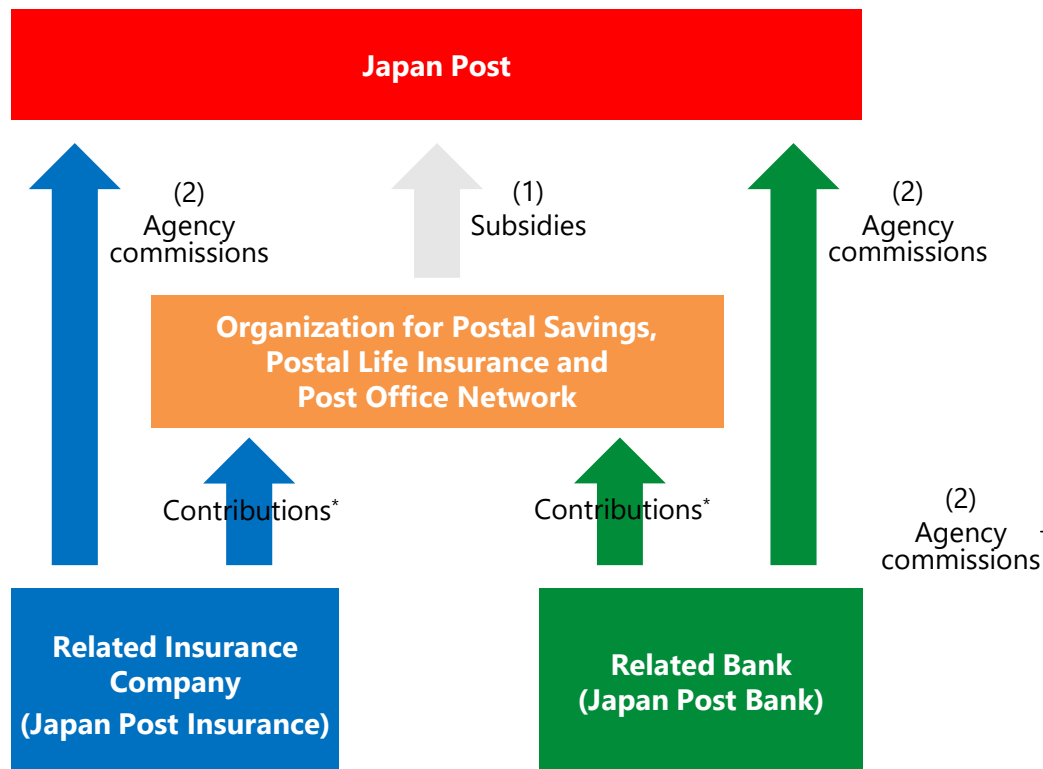 Japan Post
(2)
Agency
commissions
(1)
Subsidies
(2)
Agency
commissions
Organization for Postal Savings,
Postal Life Insurance and
Post Office Network
Contributions*
Contributions*
(2)
Agency
commissions
Related Insurance
Company
(Japan Post Insurance)
Related Bank
(Japan Post Bank)